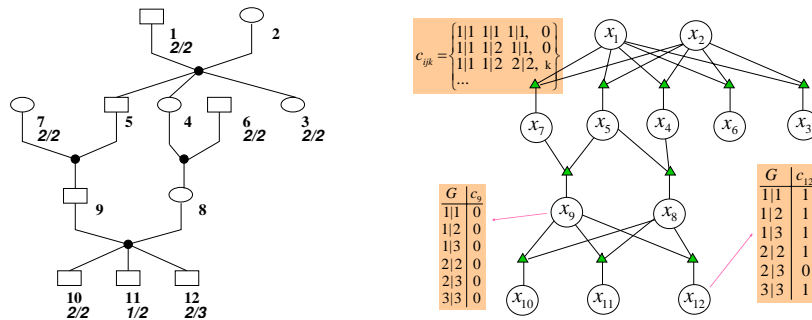 1
2/2
2
7
2/2
5
4
6
2/2
3
2/2
9
8
10
2/2
11
1/2
12
2/3
c_{ijk} = { 1|1 1|1 1|1, 0
1|1 1|2 1|1, 0
1|1 1|2 2|2, k
...
x_1
x_2
x_7
x_5
x_4
x_6
x_3
x_9
x_8
x_10
x_11
x_12
G c_9
1|1 0
1|2 0
1|3 0
2|2 0
2|3 0
3|3 0
G c_12
1|1 1
1|2 1
1|3 1
2|2 1
2|3 0
3|3 1